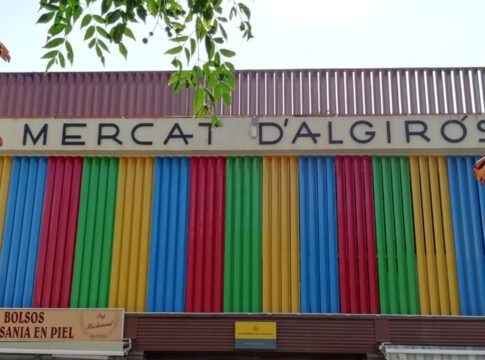 MERCAT D'ALGIRÓS
BOLSOS
SANIA EN PIEL